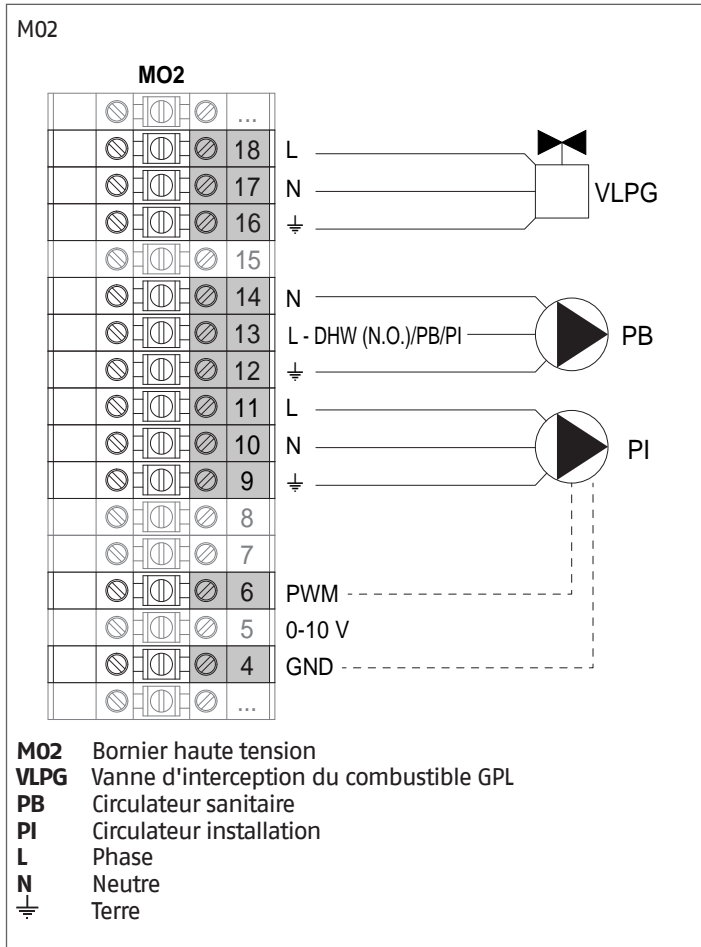 M02
MO2
...
18 L
17 N VLPG
16 ⏚
15
14 N
13 L - DHW (N.O.)/PB/PI PB
12 ⏚
11 L
10 N PI
9 ⏚
8
7
6 PWM
5 0-10 V
4 GND
...
M02 Bornier haute tension
VLPG Vanne d'interception du combustible GPL
PB Circulateur sanitaire
PI Circulateur installation
L Phase
N Neutre
⏚ Terre